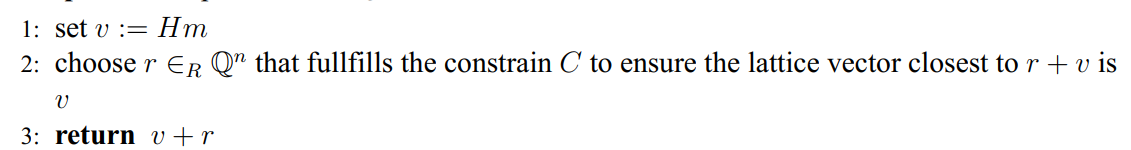 1: set v := Hm
2: choose r ∈R ℚⁿ that fullfills the constrain C to ensure the lattice vector closest to r + v is
v
3: return v + r